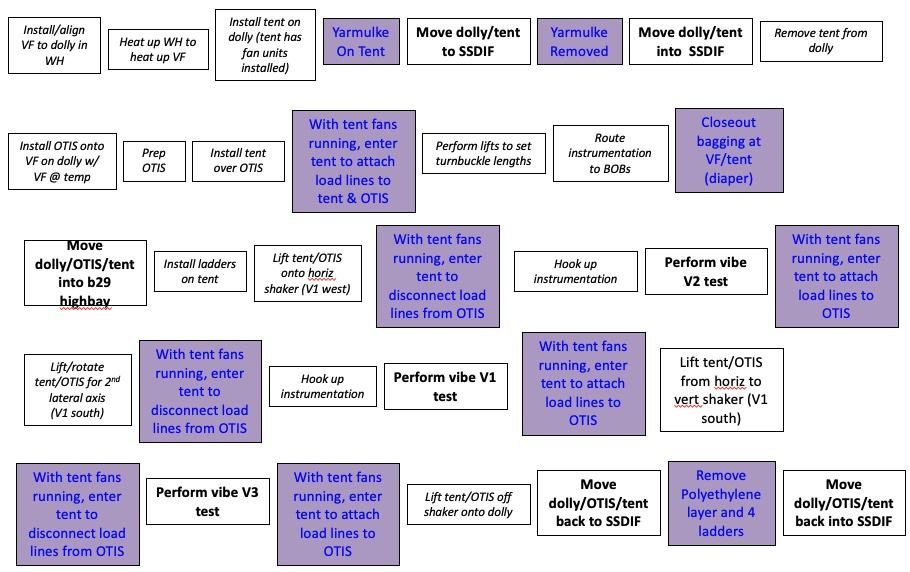 Install/align
VF to dolly in
WH
Heat up WH to
heat up VF
Install tent on
dolly (tent has
fan units
installed)
Yarmulke
On Tent
Move dolly/tent
to SSDIF
Yarmulke
Removed
Move dolly/tent
into SSDIF
Remove tent from
dolly
Install OTIS onto
VF on dolly w/
VF @ temp
Prep
OTIS
Install tent
over OTIS
With tent fans
running, enter
tent to attach
load lines to
tent & OTIS
Perform lifts to set
turnbuckle lengths
Route
instrumentation
to BOBs
Closeout
bagging at
VF/tent
(diaper)
Move
dolly/OTIS/tent
into b29
highbay
Install ladders
on tent
Lift tent/OTIS
onto horiz
shaker (V1 west)
With tent fans
running, enter
tent to
disconnect load
lines from OTIS
Hook up
instrumentation
Perform vibe
V2 test
With tent fans
running, enter
tent to attach
load lines to
OTIS
Lift/rotate
tent/OTIS for 2nd
lateral axis
(V1 south)
With tent fans
running, enter
tent to
disconnect load
lines from OTIS
Hook up
instrumentation
Perform vibe V1
test
With tent fans
running, enter
tent to attach
load lines to
OTIS
Lift tent/OTIS
from horiz to
vert shaker (V1
south)
With tent fans
running, enter
tent to
disconnect load
lines from OTIS
Perform vibe V3
test
With tent fans
running, enter
tent to attach
load lines to
OTIS
Lift tent/OTIS off
shaker onto dolly
Move
dolly/OTIS/tent
back to SSDIF
Remove
Polyethylene
layer and 4
ladders
Move
dolly/OTIS/tent
back into SSDIF